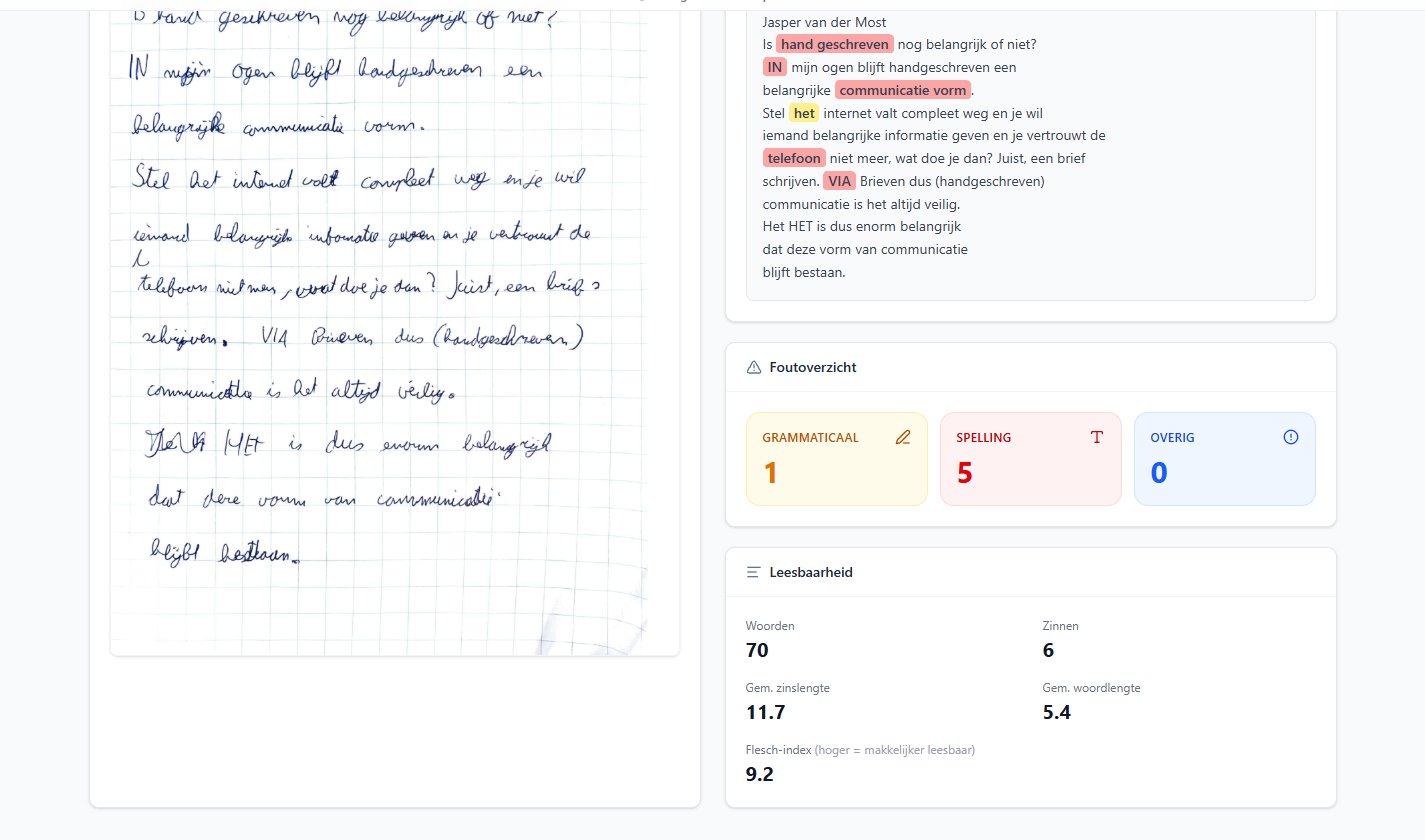 Is hand geschreven nog belangrijk of niet?
IN mijn ogen blijft handgeschreven een
belangrijke communicatie vorm.
Stel het internet valt compleet weg en je wil
iemand belangrijke informatie geven en je vertrouwt de
telefoon niet meer, wat doe je dan? Juist, een brief
schrijven. VIA Brieven dus (handgeschreven)
communicatie is het altijd veilig.
HET is dus enorm belangrijk
dat deze vorm van communicatie
blijft bestaan.
Jasper van der Most
Is hand geschreven nog belangrijk of niet?
IN mijn ogen blijft handgeschreven een
belangrijke communicatie vorm.
Stel het internet valt compleet weg en je wil
iemand belangrijke informatie geven en je vertrouwt de
telefoon niet meer, wat doe je dan? Juist, een brief
schrijven. VIA Brieven dus (handgeschreven)
communicatie is het altijd veilig.
Het HET is dus enorm belangrijk
dat deze vorm van communicatie
blijft bestaan.
Foutoverzicht
GRAMMATICAAL SPELLING OVERIG
1 5 0
Leesbaarheid
Woorden Zinnen
70 6
Gem. zinslengte Gem. woordlengte
11.7 5.4
Flesch-index (hoger = makkelijker leesbaar)
9.2